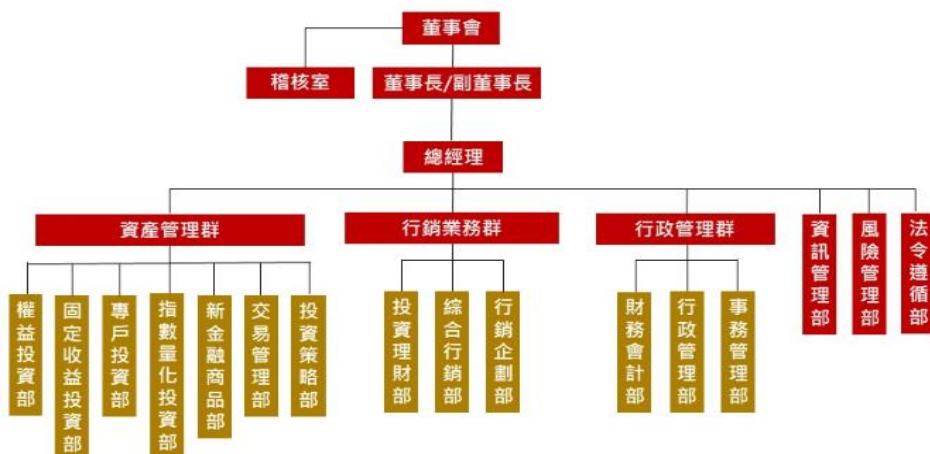 董事會
稽核室
董事長/副董事長
總經理
資產管理群
行銷業務群
行政管理群
資訊管理部
風險管理部
法令遵循部
權益投資部
固定收益投資部
專戶投資部
指數量化投資部
新金融商品部
交易管理部
投資策略部
投資理財部
綜合行銷部
行銷企劃部
財務會計部
行政管理部
事務管理部